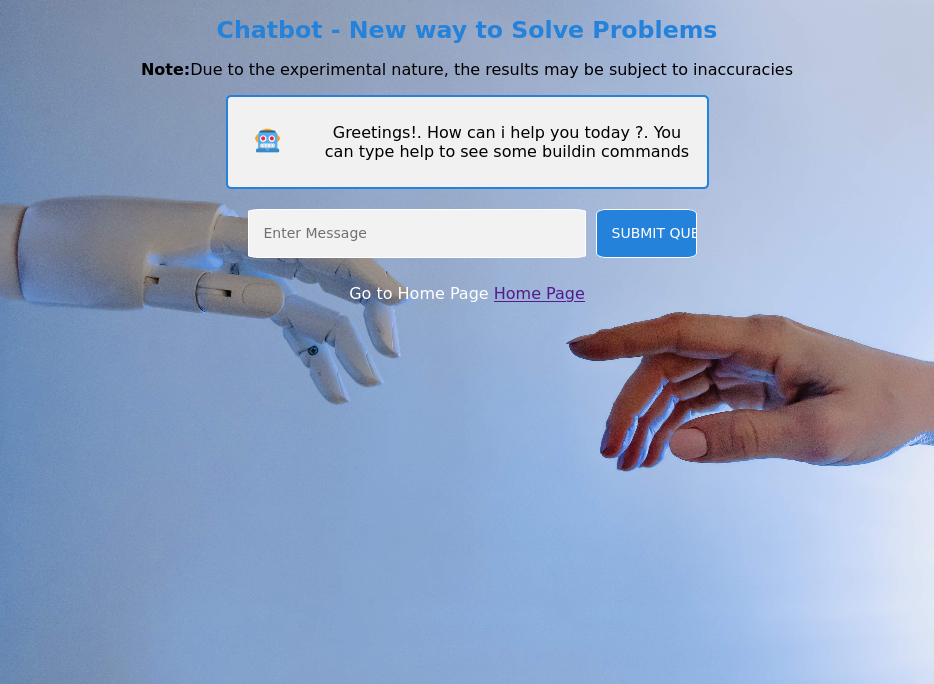 Chatbot - New way to Solve Problems
Note:Due to the experimental nature, the results may be subject to inaccuracies
Greetings!. How can i help you today ?. You
can type help to see some buildin commands
Enter Message
SUBMIT QUE
Go to Home Page Home Page